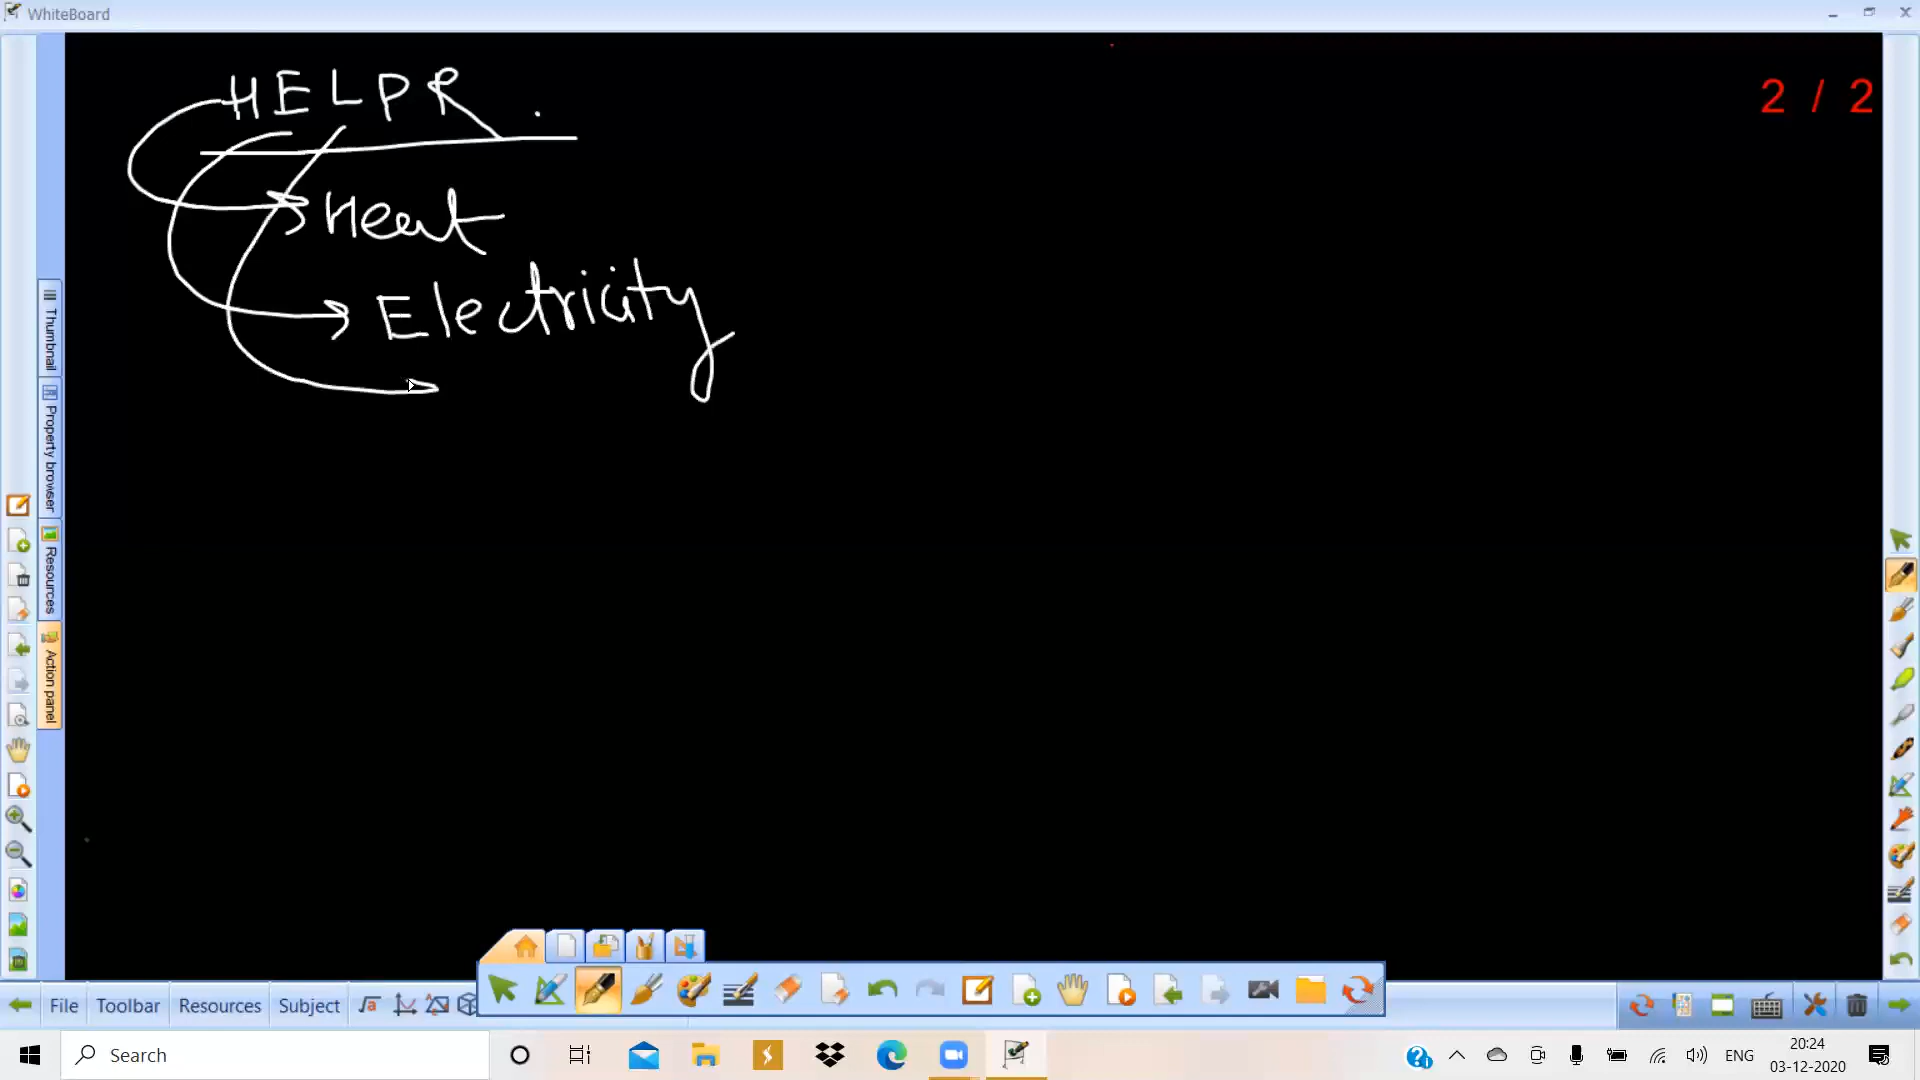 WhiteBoard
HELPR .
2 / 2
Heat
Electricity
Thumbnail
Property browser
Resources
Action panel
File
Toolbar
Resources
Subject
Search
ENG
20:24
03-12-2020